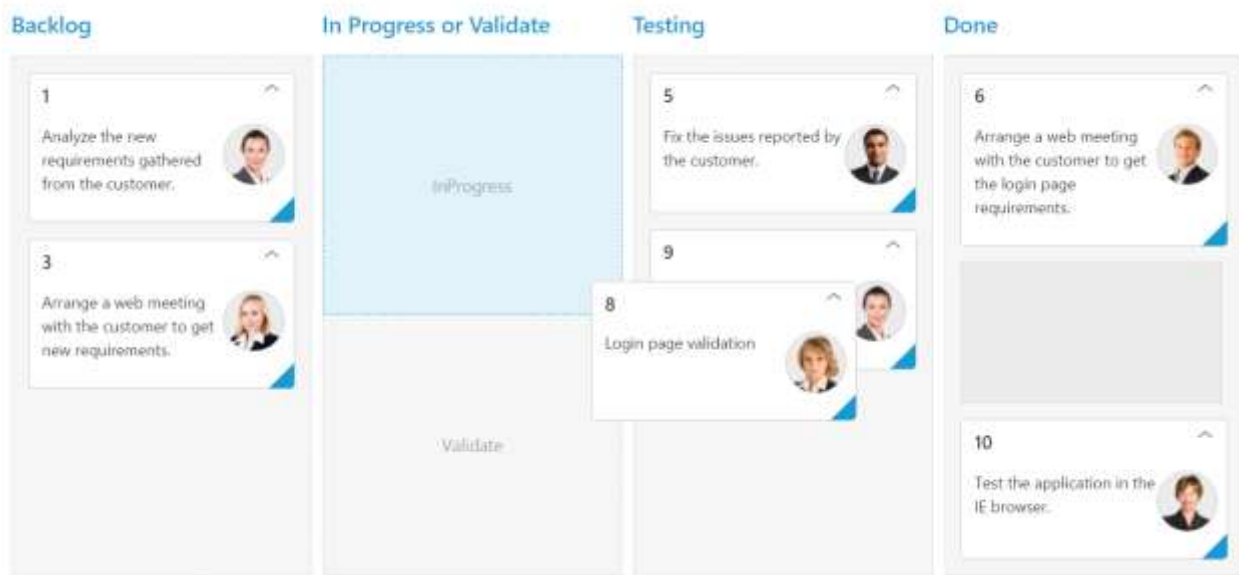 Backlog
In Progress or Validate
Testing
Done
1
Analyze the new
requirements gathered
from the customer.
3
Arrange a web meeting
with the customer to get
new requirements.
InProgress
Validate
5
Fix the issues reported by
the customer.
9
8
Login page validation
6
Arrange a web meeting
with the customer to get
the login page
requirements.
10
Test the application in the
IE browser.